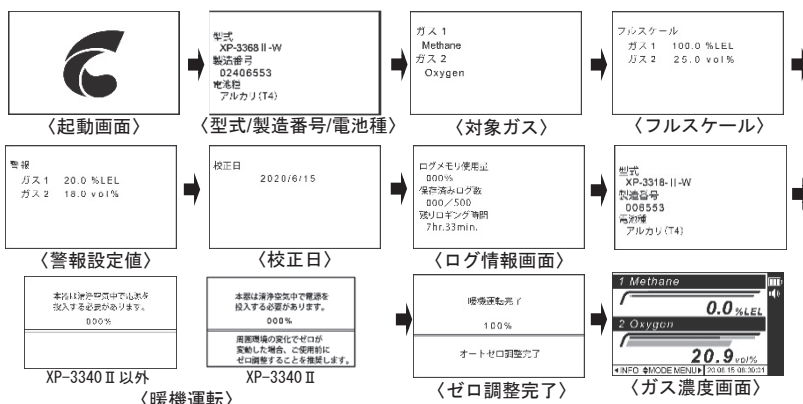 型式
XP-3368Ⅱ-W
製造番号
02406553
電池種
アルカリ(T4)
ガス 1
Methane
ガス 2
Oxygen
フルスケール
ガス 1 100.0 %LEL
ガス 2 25.0 vol%
〈起動画面〉
〈型式/製造番号/電池種〉
〈対象ガス〉
〈フルスケール〉
警報
ガス 1 20.0 %LEL
ガス 2 18.0 vol%
校正日
2020/6/15
ログメモリ使用量
000%
保存済みログ数
000/500
残りロギング時間
7hr.33min.
型式
XP-3318-Ⅱ-W
製造番号
006553
電池種
アルカリ(T4)
〈警報設定値〉
〈校正日〉
〈ログ情報画面〉
本器は清浄空気中で電源を
投入する必要があります。
000%
XP-3340Ⅱ以外
本器は清浄空気中で電源を
投入する必要があります。
000%
周囲環境の変化でゼロが
変動した場合、ご使用前に
ゼロ調整することを推奨します。
XP-3340Ⅱ
〈暖機運転〉
暖機運転完了
100%
オートゼロ調整完了
〈ゼロ調整完了〉
1 Methane
0.0 %LEL
2 Oxygen
20.9 vol%
◀INFO ◆MODE MENU▶ 20.06.15 08:30:01
〈ガス濃度画面〉